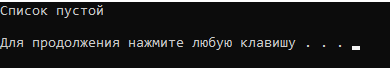 Список пустой
Для продолжения нажмите любую клавишу . . .